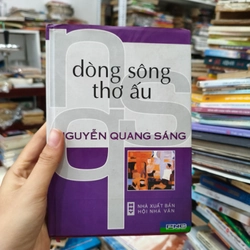 dòng sông
thơ ấu
NGUYỄN QUANG SÁNG
NHÀ XUẤT BẢN
HỘI NHÀ VĂN